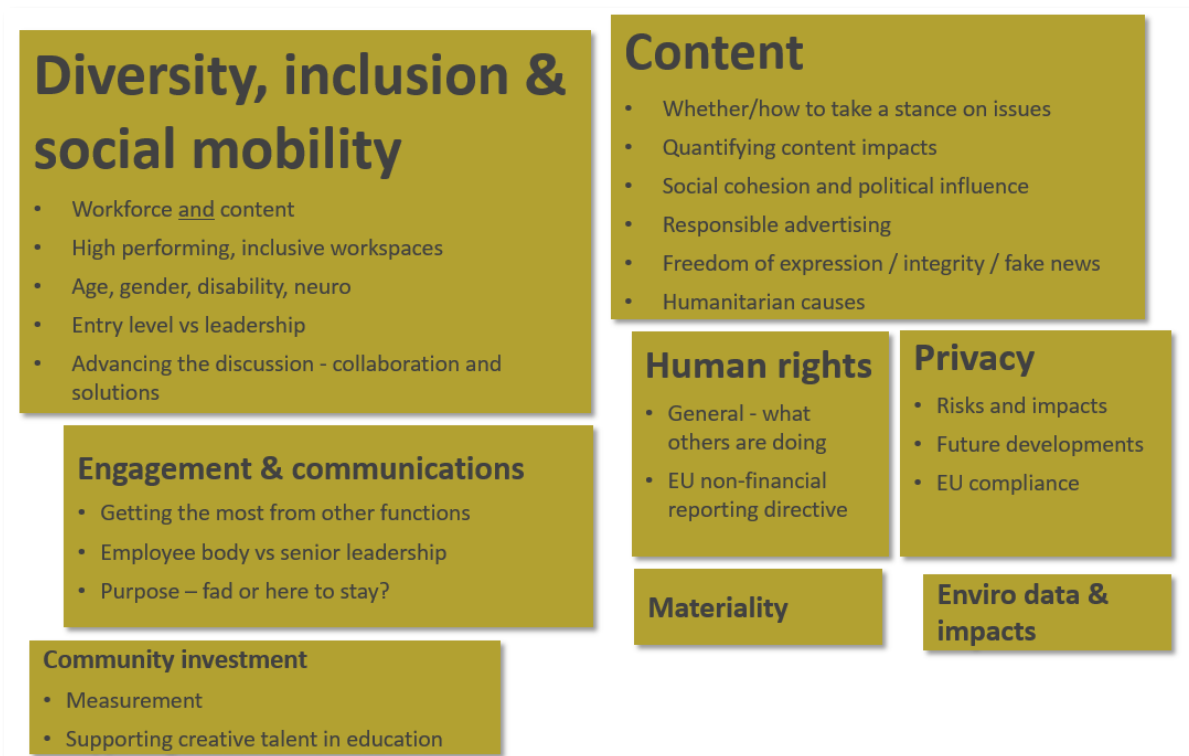 Diversity, inclusion &
social mobility
• Workforce and content
• High performing, inclusive workspaces
• Age, gender, disability, neuro
• Entry level vs leadership
• Advancing the discussion - collaboration and
solutions
Content
• Whether/how to take a stance on issues
• Quantifying content impacts
• Social cohesion and political influence
• Responsible advertising
• Freedom of expression / integrity / fake news
• Humanitarian causes
Human rights
• General - what
others are doing
• EU non-financial
reporting directive
Privacy
• Risks and impacts
• Future developments
• EU compliance
Engagement & communications
• Getting the most from other functions
• Employee body vs senior leadership
• Purpose – fad or here to stay?
Materiality
Enviro data &
impacts
Community investment
• Measurement
• Supporting creative talent in education